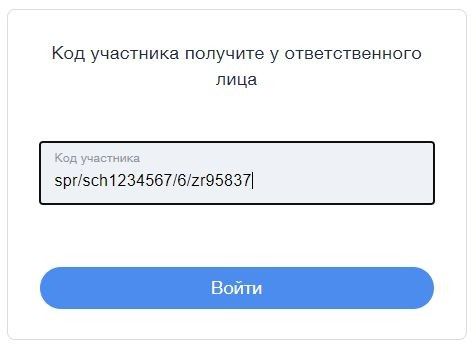 Код участника получите у ответственного
лица
Код участника
spr/sch1234567/6/zr95837
Войти